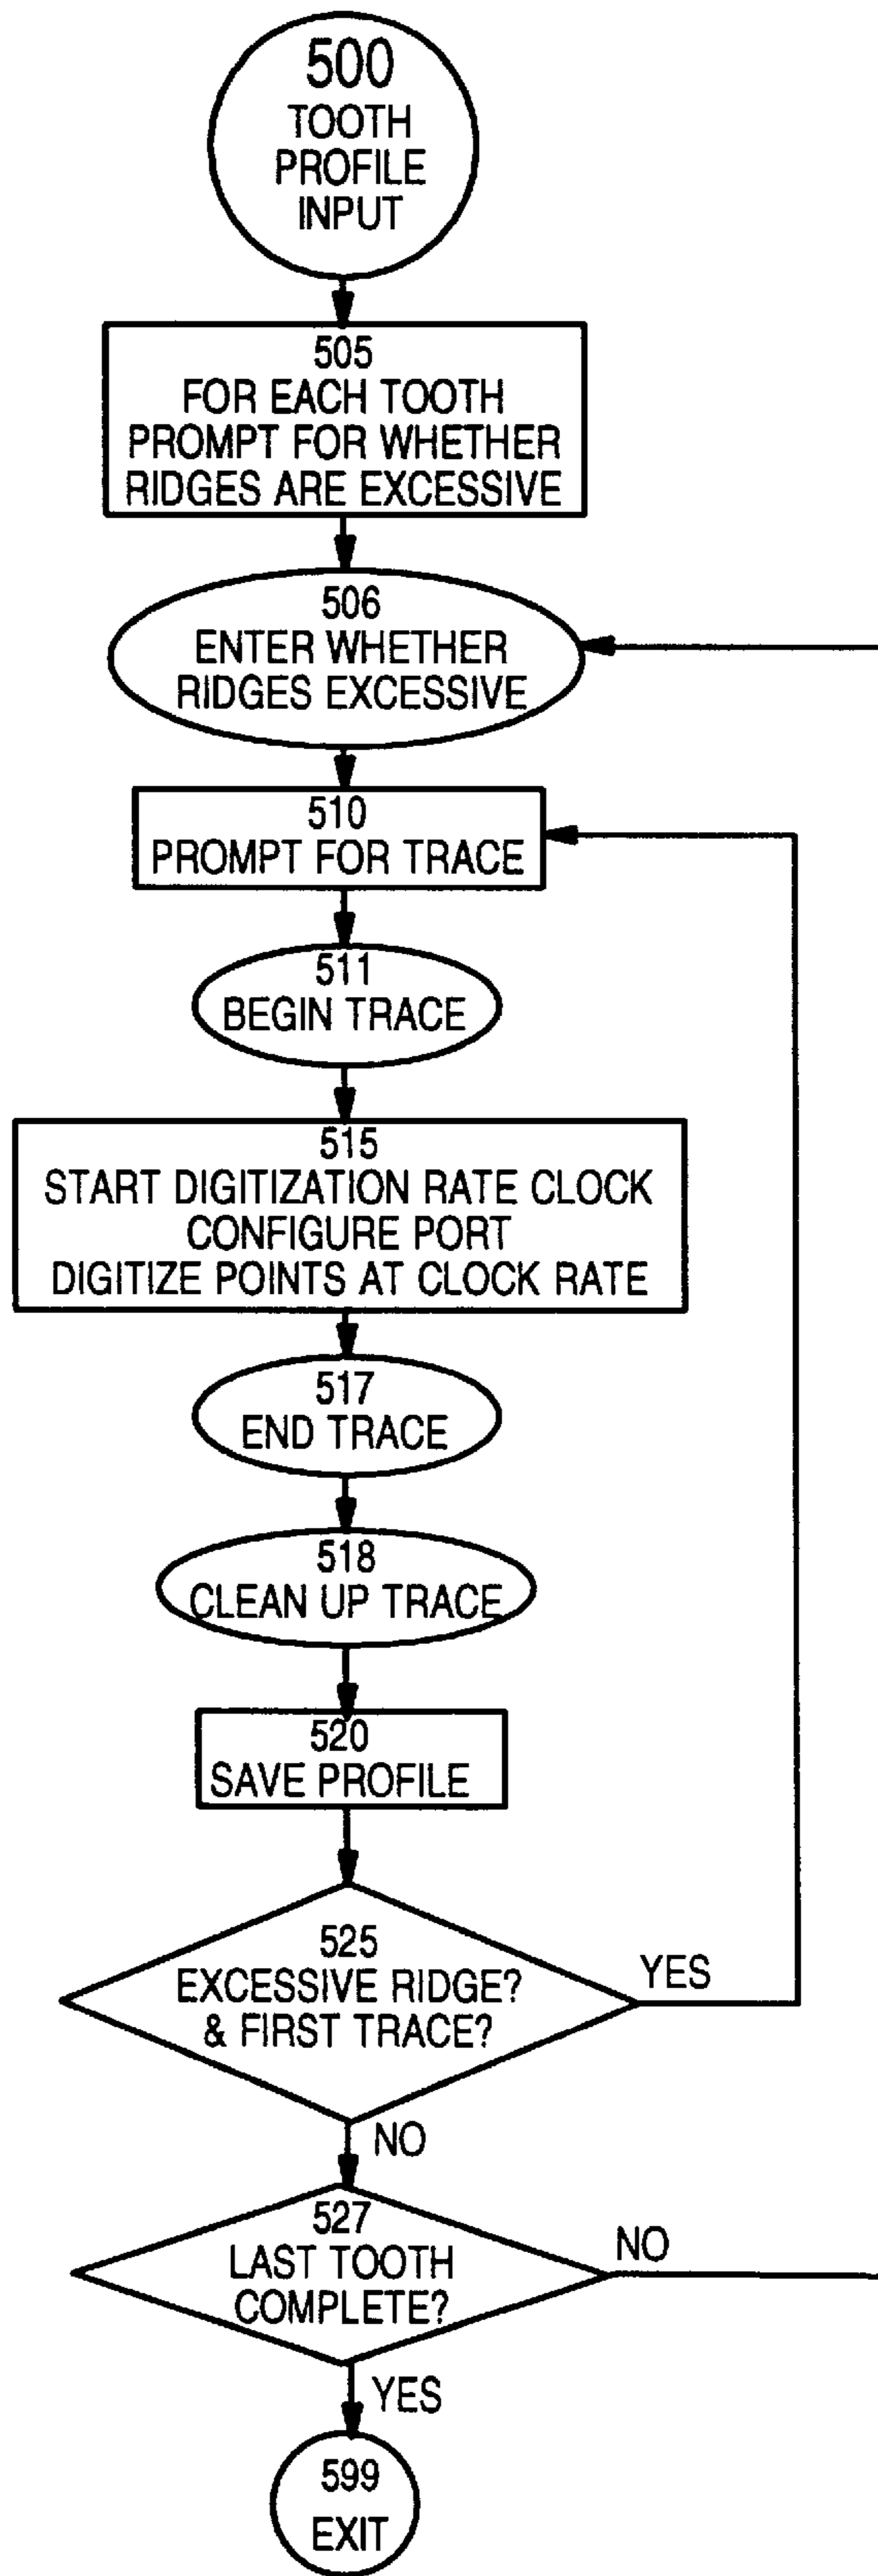 500
TOOTH
PROFILE
INPUT
505
FOR EACH TOOTH
PROMPT FOR WHETHER
RIDGES ARE EXCESSIVE
506
ENTER WHETHER
RIDGES EXCESSIVE
510
PROMPT FOR TRACE
511
BEGIN TRACE
515
START DIGITIZATION RATE CLOCK
CONFIGURE PORT
DIGITIZE POINTS AT CLOCK RATE
517
END TRACE
518
CLEAN UP TRACE
520
SAVE PROFILE
525
EXCESSIVE RIDGE?
& FIRST TRACE?
YES
NO
527
LAST TOOTH
COMPLETE?
NO
YES
599
EXIT